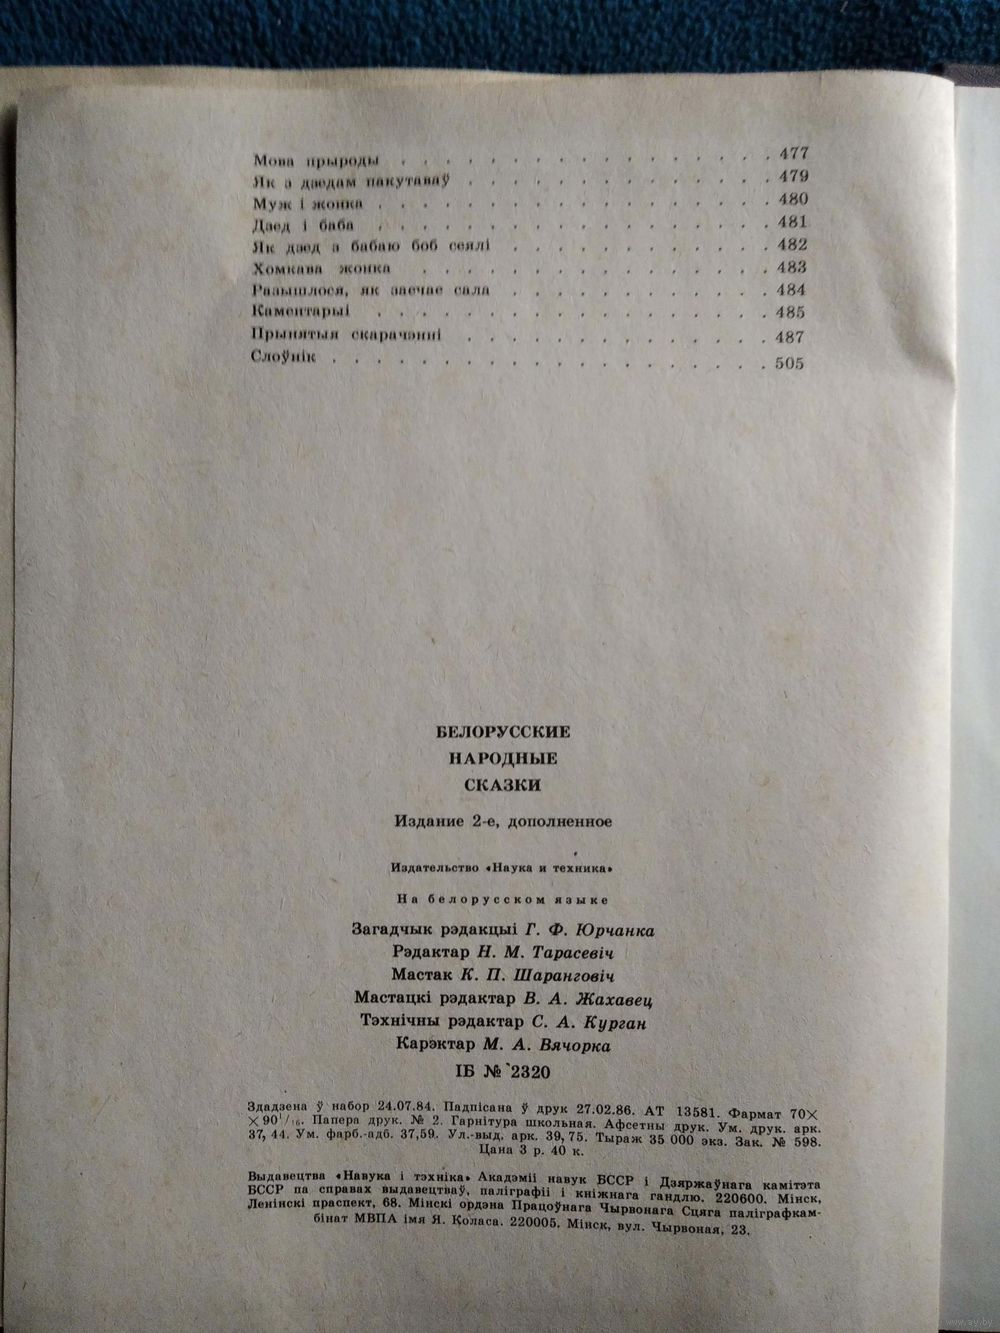 Мова прыроды . . . . . . . . . . . . . . . . . 477
Як з дзедам пакутаваў . . . . . . . . . . . . . . 479
Муж і жонка . . . . . . . . . . . . . . . . . . 480
Дзед і баба . . . . . . . . . . . . . . . . . . 481
Як дзед з бабаю боб сеялі . . . . . . . . . . . . 482
Хомкава жонка . . . . . . . . . . . . . . . . 483
Разышлося, як заечае сала . . . . . . . . . . . . 484
Каментарыі . . . . . . . . . . . . . . . . . . 485
Прынятыя скарачэнні . . . . . . . . . . . . . . 487
Слоўнік . . . . . . . . . . . . . . . . . . . . 505
БЕЛОРУССКИЕ
НАРОДНЫЕ
СКАЗКИ
Издание 2-е, дополненное
Издательство «Наука и техника»
На белорусском языке
Загадчык рэдакцыі Г. Ф. Юрчанка
Рэдактар Н. М. Тарасевіч
Мастак К. П. Шаранговіч
Мастацкі рэдактар В. А. Жахавец
Тэхнічны рэдактар С. А. Курган
Карэктар М. А. Вячорка
ІБ № 2320
Здадзена ў набор 24.07.84. Падпісана ў друк 27.02.86. АТ 13581. Фармат 70×
×90¹/₁₆. Папера друк. № 2. Гарнітура школьная. Афсетны друк. Ум. друк. арк.
37,44. Ум. фарб.-адб. 37,59. Ул.-выд. арк. 39,75. Тыраж 35 000 экз. Зак. № 598.
Цана 3 р. 40 к.
Выдавецтва «Навука і тэхніка» Акадэміі навук БССР і Дзяржаўнага камітэта
БССР па справах выдавецтваў, паліграфіі і кніжнага гандлю. 220600. Мінск,
Ленінскі праспект, 68. Мінскі ордэна Працоўнага Чырвонага Сцяга паліграфкам-
бінат МВПА імя Я. Коласа. 220005. Мінск, вул. Чырвоная, 23.
www.ay.by